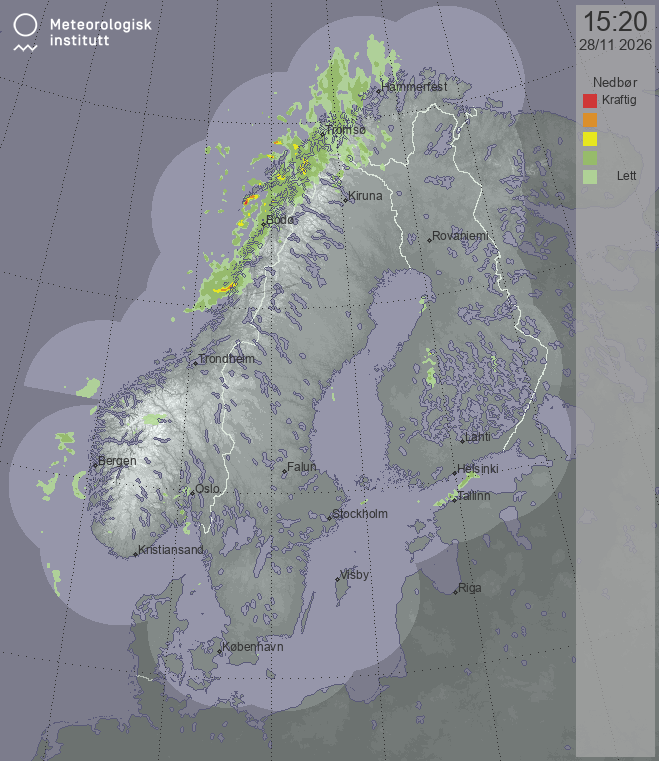 Meteorologisk
institutt
15:20
28/11 2026
Nedbør
Kraftig
Lett
Hammerfest
Tromsø
Kiruna
Bodø
Rovaniemi
Trondheim
Lahti
Bergen
Falun
Helsinki
Oslo
Tallinn
Stockholm
Kristiansand
Visby
Riga
København